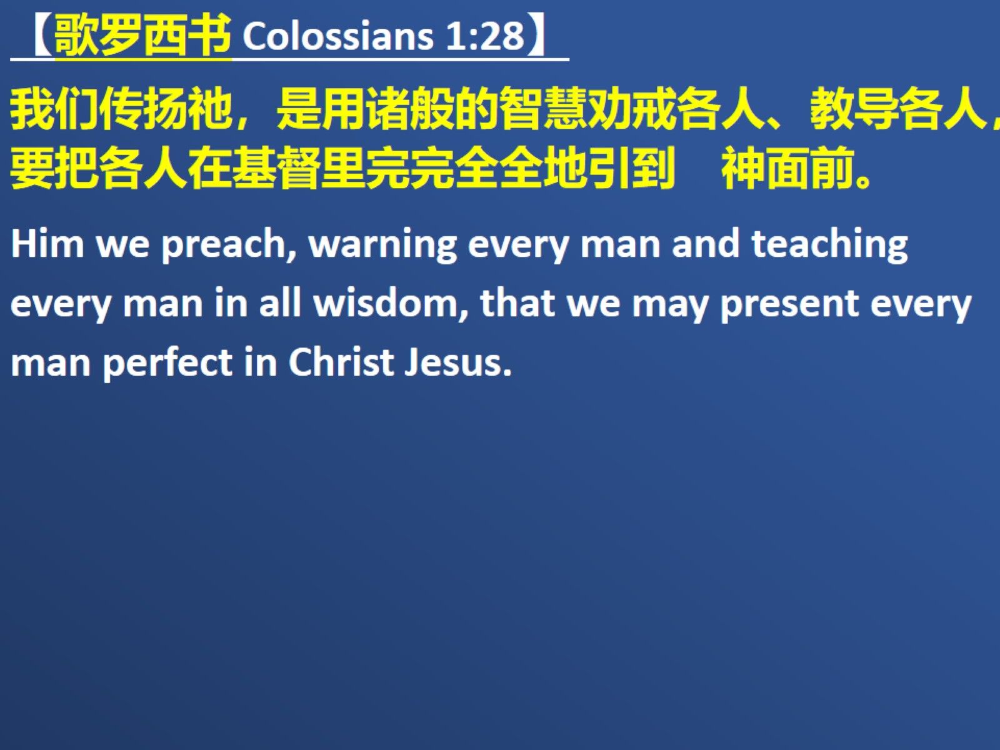 【歌罗西书 Colossians 1:28】
我们传扬祂，是用诸般的智慧劝戒各人、教导各人，
要把各人在基督里完完全全地引到　神面前。
Him we preach, warning every man and teaching
every man in all wisdom, that we may present every
man perfect in Christ Jesus.